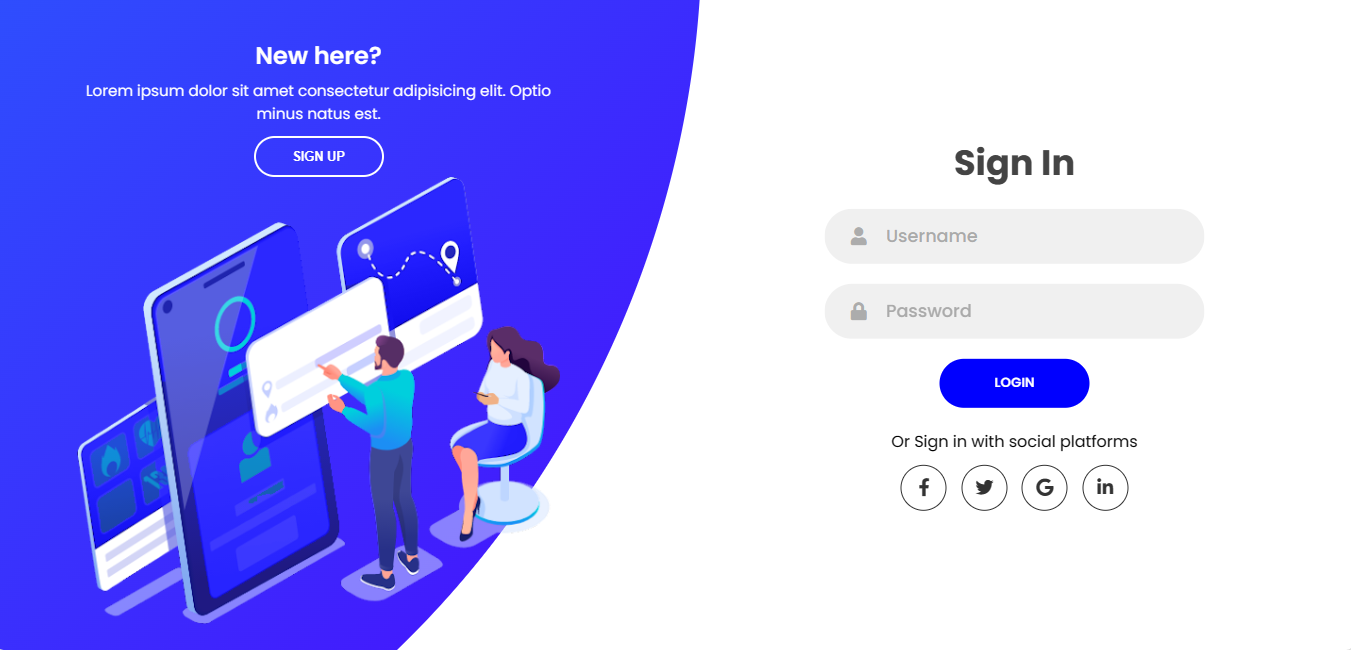 New here?
Lorem ipsum dolor sit amet consectetur adipisicing elit. Optio
minus natus est.
SIGN UP
Sign In
Username
Password
LOGIN
Or Sign in with social platforms